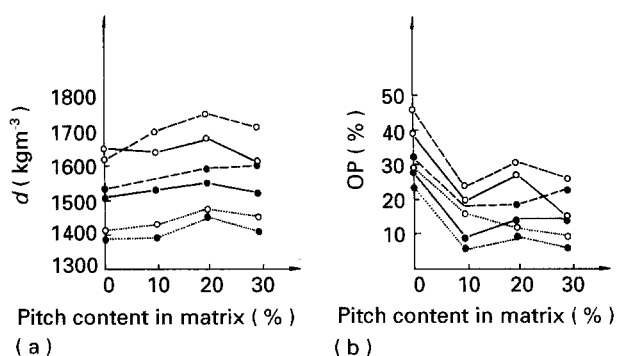 d (kgm⁻³)
1800
1700
1600
1500
1400
1300
0 10 20 30
Pitch content in matrix ( % )
( a )
OP ( % )
50
40
30
20
10
0 10 20 30
Pitch content in matrix ( % )
( b )